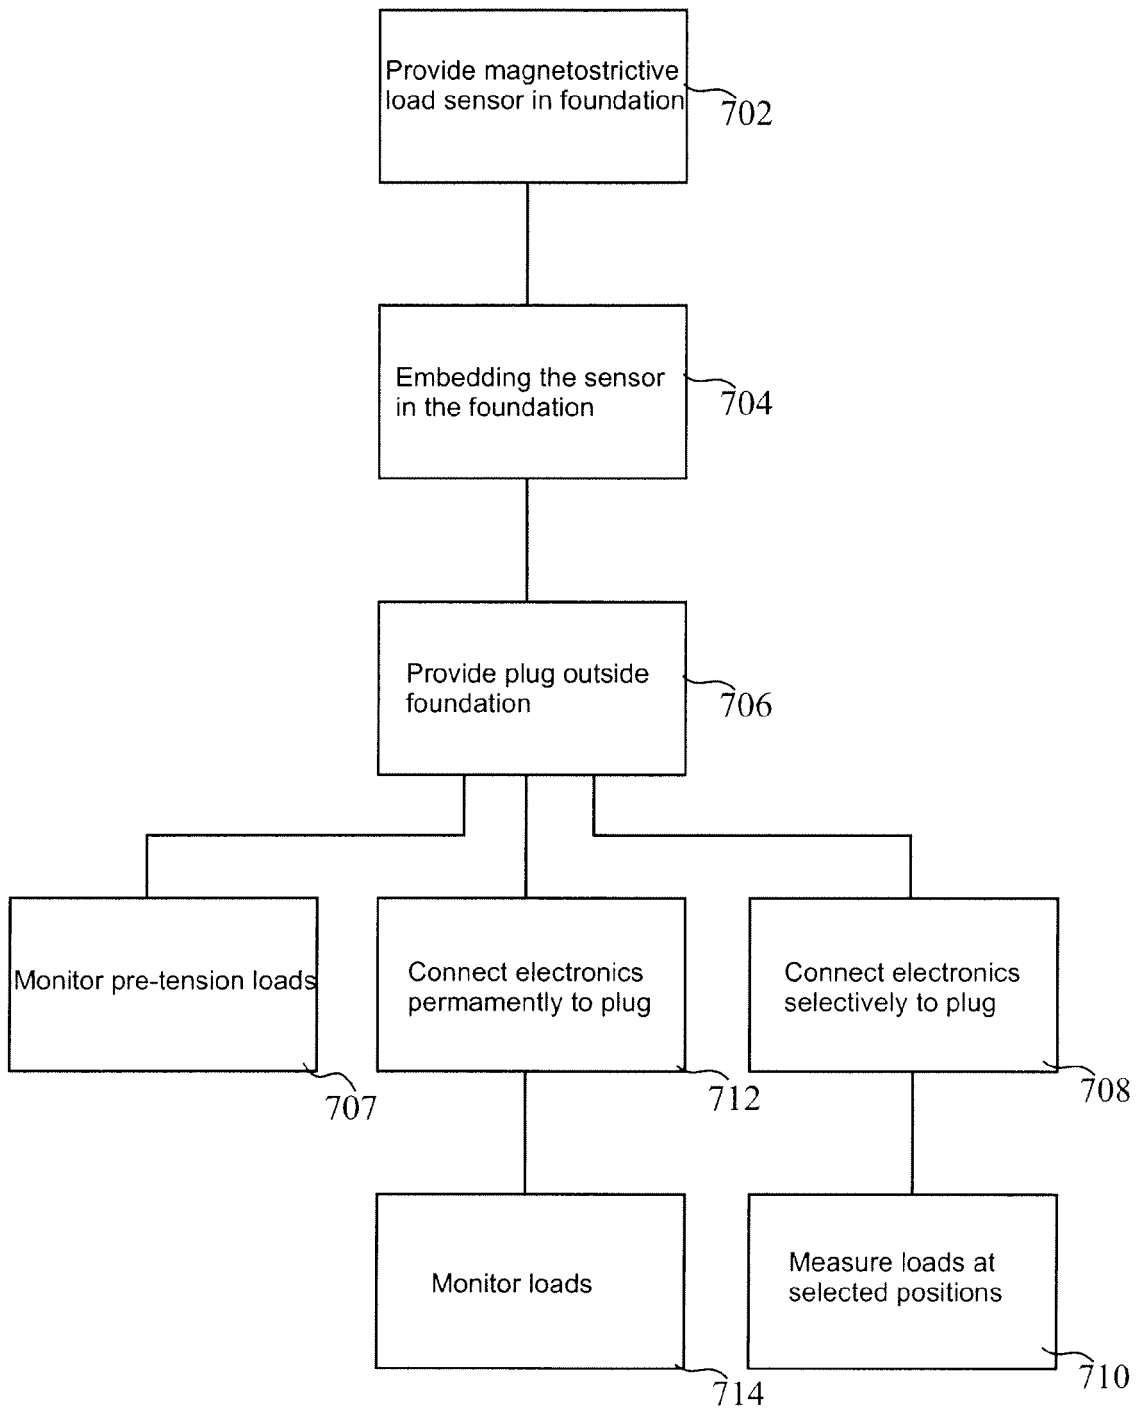 Provide magnetostrictive
load sensor in foundation
702
Embedding the sensor
in the foundation
704
Provide plug outside
foundation
706
Monitor pre-tension loads
707
Connect electronics
permamently to plug
712
Connect electronics
selectively to plug
708
Monitor loads
714
Measure loads at
selected positions
710